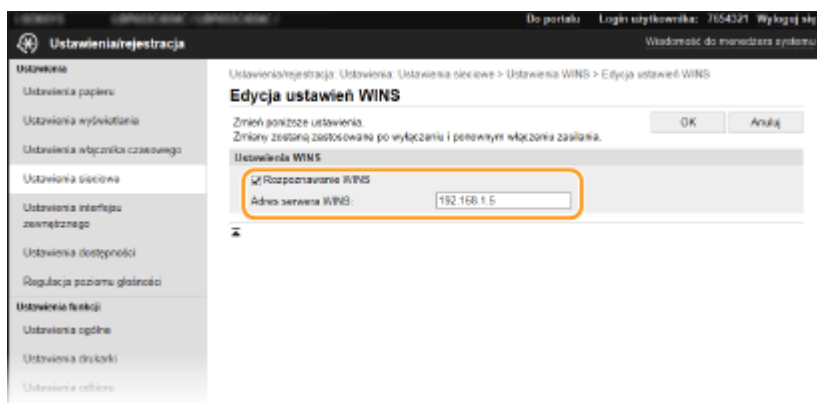 Do portalu Login użytkownika: 7654321 Wyloguj się
Ustawienia/rejestracja
Wiadomość do menedżera systemu
Ustawienia
Ustawienia papieru
Ustawienia wyświetlania
Ustawienia włącznika czasowego
Ustawienia sieciowe
Ustawienia interfejsu
zewnętrznego
Ustawienia dostępności
Regulacja poziomu głośności
Ustawienia funkcji
Ustawienia ogólne
Ustawienia drukarki
Ustawienia odbioru
Ustawienia/rejestracja: Ustawienia: Ustawienia sieciowe > Ustawienia WINS > Edycja ustawień WINS
Edycja ustawień WINS
Zmień poniższe ustawienia.
Zmiany zostaną zastosowane po wyłączaniu i ponownym włączaniu zasilania.
OK Anuluj
Ustawienia WINS
Rozpoznawanie WINS
Adres serwera WINS: 192.168.1.5